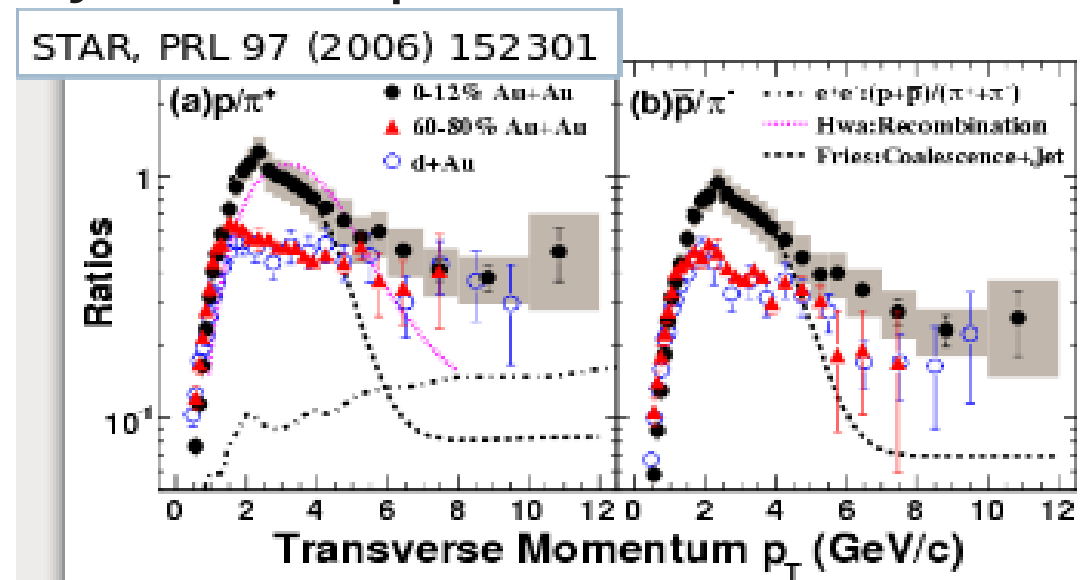 STAR, PRL 97 (2006) 152301
(a)p/π⁺
0-12% Au+Au
60-80% Au+Au
d+Au
(b)p̅/π⁻
e⁺e⁻:(p+p̅)/(π⁺+π⁻)
Hwa:Recombination
Fries:Coalescence+Jet
Ratios
1
10⁻¹
0 2 4 6 8 10 12 0 2 4 6 8 10 12
Transverse Momentum p_T (GeV/c)